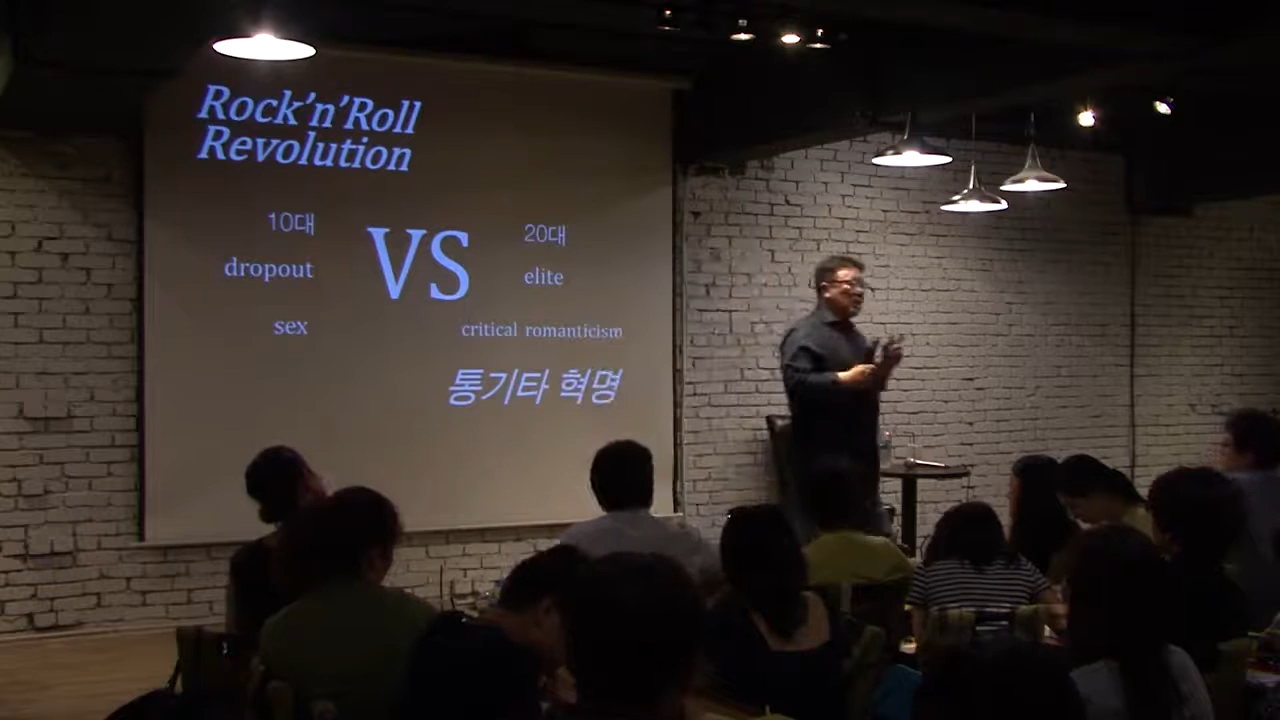 Rock'n'Roll
Revolution
10대
VS
20대
dropout
elite
sex
critical romanticism
통기타 혁명